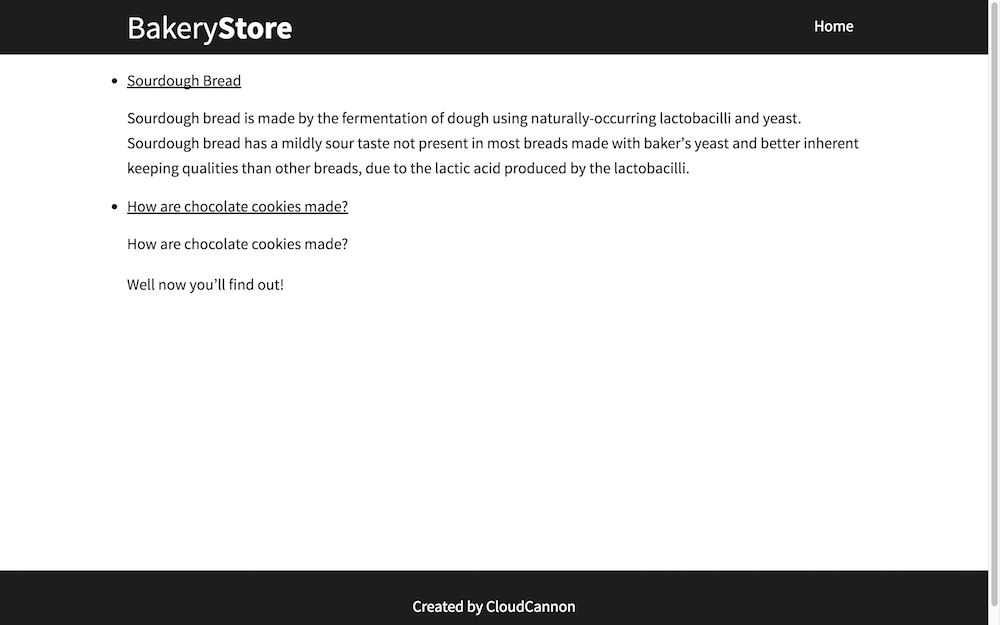 BakeryStore
Home
Sourdough Bread
Sourdough bread is made by the fermentation of dough using naturally-occurring lactobacilli and yeast.
Sourdough bread has a mildly sour taste not present in most breads made with baker’s yeast and better inherent
keeping qualities than other breads, due to the lactic acid produced by the lactobacilli.
How are chocolate cookies made?
How are chocolate cookies made?
Well now you’ll find out!
Created by CloudCannon